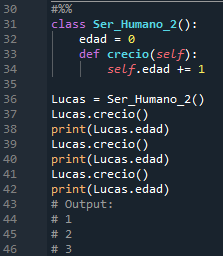 30 #%%
31 class Ser_Humano_2():
32     edad = 0
33     def crecio(self):
34         self.edad += 1
35
36 Lucas = Ser_Humano_2()
37 Lucas.crecio()
38 print(Lucas.edad)
39 Lucas.crecio()
40 print(Lucas.edad)
41 Lucas.crecio()
42 print(Lucas.edad)
43 # Output:
44 # 1
45 # 2
46 # 3